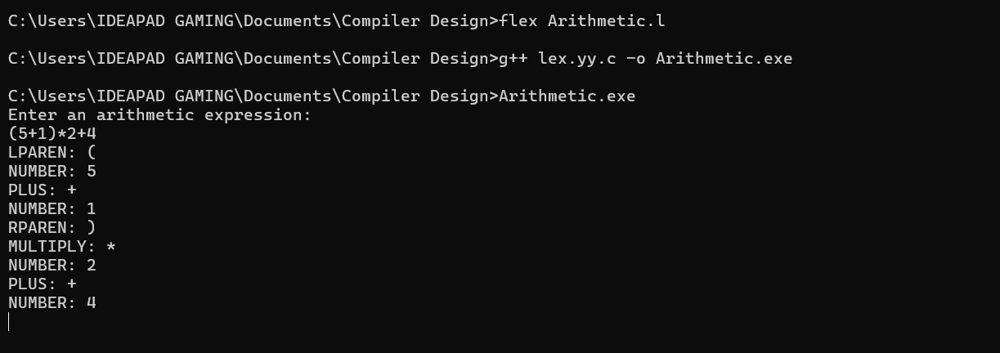 C:\Users\IDEAPAD GAMING\Documents\Compiler Design>flex Arithmetic.l
C:\Users\IDEAPAD GAMING\Documents\Compiler Design>g++ lex.yy.c -o Arithmetic.exe
C:\Users\IDEAPAD GAMING\Documents\Compiler Design>Arithmetic.exe
Enter an arithmetic expression:
(5+1)*2+4
LPAREN: (
NUMBER: 5
PLUS: +
NUMBER: 1
RPAREN: )
MULTIPLY: *
NUMBER: 2
PLUS: +
NUMBER: 4